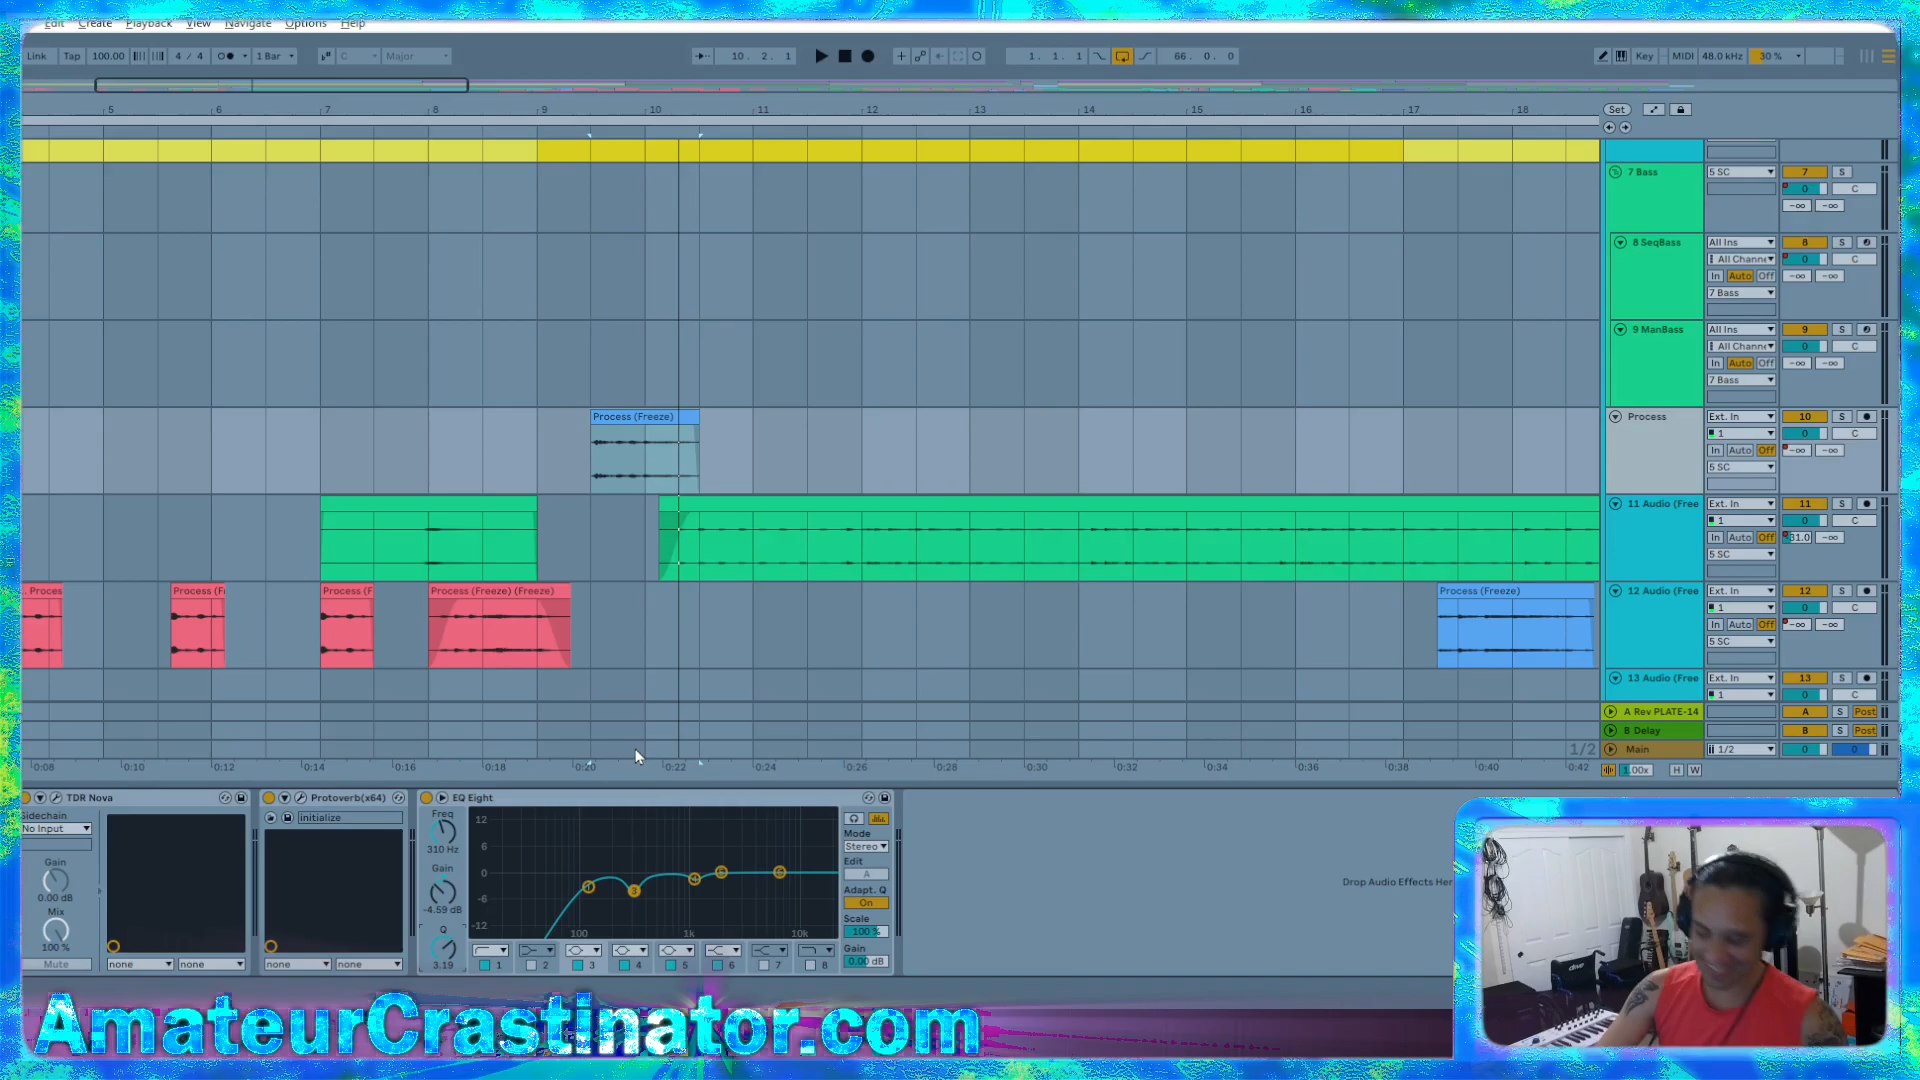 Edit Create Playback View Navigate Options Help
Link Tap 100.00 4 / 4 1 Bar C Major 10. 2. 1 1. 1. 1 66. 0. 0 Key MIDI 48.0 kHz 30 %
5 6 7 8 9 10 11 12 13 14 15 16 17 18 Set
7 Bass 5 SC 7 S
0 C
-∞ -∞
8 SeqBass All Ins 8 S
All Channe 0 C
In Auto Off -∞ -∞
7 Bass
9 ManBass All Ins 9 S
All Channe 0 C
In Auto Off -∞ -∞
7 Bass
Process (Freeze) Process Ext. In 10 S
1 0 C
In Auto Off -∞ -∞
5 SC
11 Audio (Free Ext. In 11 S
1 0 C
In Auto Off -31.0 -∞
5 SC
. Proces Process (F Process (F Process (Freeze) (Freeze) Process (Freeze) 12 Audio (Free Ext. In 12 S
1 0 C
In Auto Off -∞ -∞
5 SC
13 Audio (Free Ext. In 13 S
1 0 C
A Rev PLATE-14 A S Post
B Delay B S Post
1/2 Main 1/2 0 0
0:08 0:10 0:12 0:14 0:16 0:18 0:20 0:22 0:24 0:26 0:28 0:30 0:32 0:34 0:36 0:38 0:40 0:42 1.00x H W
TDR Nova Protoverb(x64) EQ Eight
Sidechain
No Input
Gain
0.00 dB
Mix
100 %
Mute
none none
initialize
none none
Freq
310 Hz
Gain
-4.59 dB
Q
3.19
12
6
0
-6
-12
100 1k 10k
1 2 3 4 5 6 7 8
Mode
Stereo
Edit
A
Adapt. Q
On
Scale
100 %
Gain
0.00 dB
Drop Audio Effects Her
AmateurCrastinator.com